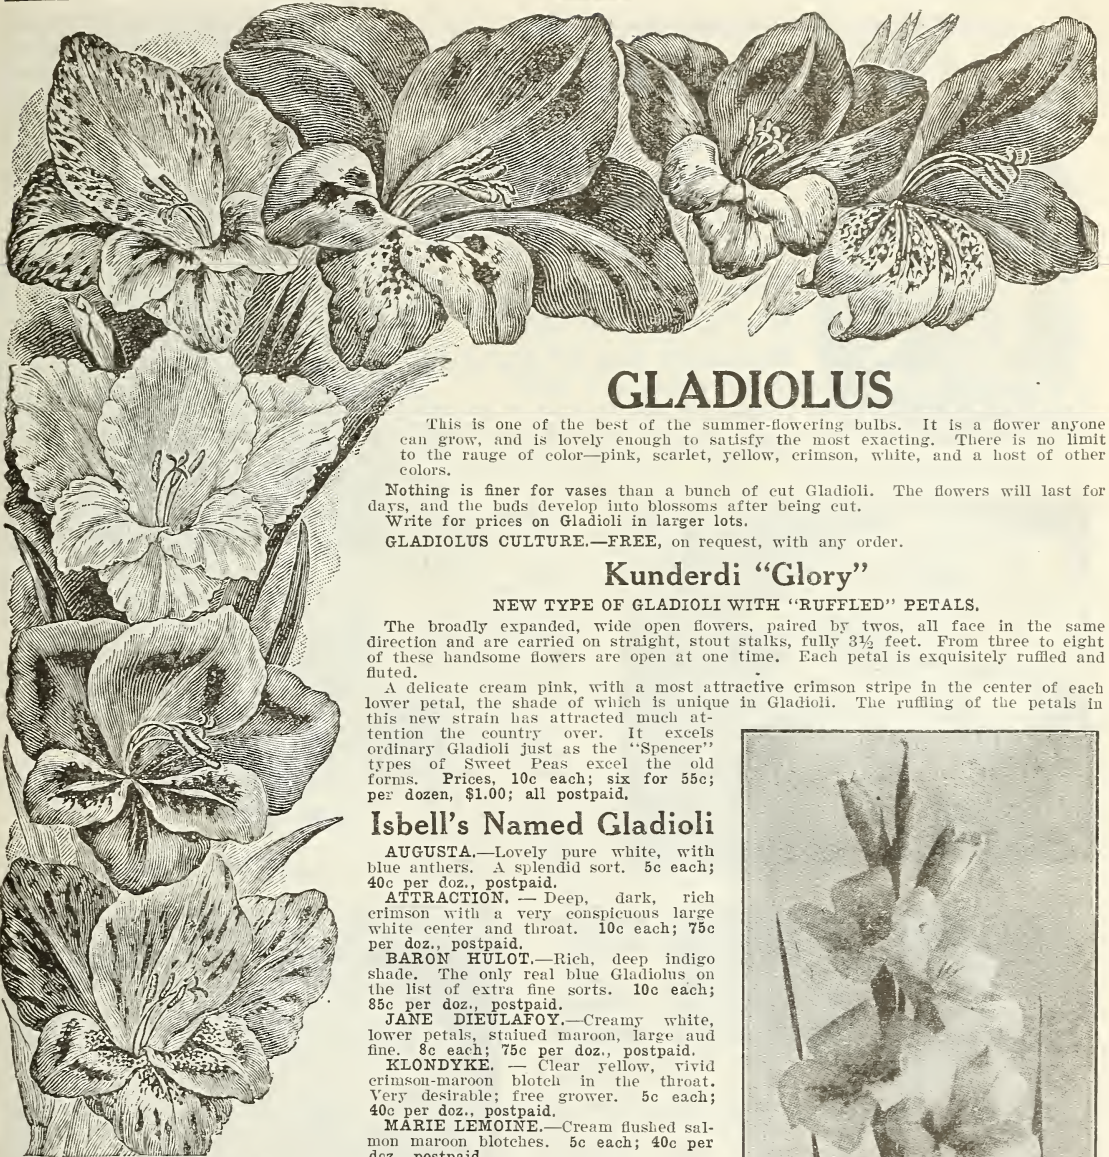 GLADIOLUS
This is one of the best of the summer-flowering bulbs. It is a flower anyone
can grow, and is lovely enough to satisfy the most exacting. There is no limit
to the range of color—pink, scarlet, yellow, crimson, white, and a host of other
colors.
Nothing is finer for vases than a bunch of cut Gladioli. The flowers will last for
days, and the buds develop into blossoms after being cut.
Write for prices on Gladioli in larger lots.
GLADIOLUS CULTURE.—FREE, on request, with any order.
Kunderdi “Glory”
NEW TYPE OF GLADIOLI WITH “RUFFLED” PETALS.
The broadly expanded, wide open flowers, paired by twos, all face in the same
direction and are carried on straight, stout stalks, fully 3½ feet. From three to eight
of these handsome flowers are open at one time. Each petal is exquisitely ruffled and
fluted.
A delicate cream pink, with a most attractive crimson stripe in the center of each
lower petal, the shade of which is unique in Gladioli. The ruffling of the petals in
this new strain has attracted much at-
tention the country over. It excels
ordinary Gladioli just as the “Spencer”
types of Sweet Peas excel the old
forms. Prices, 10c each; six for 55c;
per dozen, $1.00; all postpaid.
Isbell's Named Gladioli
AUGUSTA.—Lovely pure white, with
blue anthers. A splendid sort. 5c each;
40c per doz., postpaid.
ATTRACTION. — Deep, dark, rich
crimson with a very conspicuous large
white center and throat. 10c each; 75c
per doz., postpaid.
BARON HULOT.—Rich, deep indigo
shade. The only real blue Gladiolus on
the list of extra fine sorts. 10c each;
85c per doz., postpaid.
JANE DIEULAFOY.—Creamy white,
lower petals, stained maroon, large and
fine. 8c each; 75c per doz., postpaid.
KLONDYKE. — Clear yellow, vivid
crimson-maroon blotch in the throat.
Very desirable; free grower. 5c each;
40c per doz., postpaid.
MARIE LEMOINE.—Cream flushed sal-
mon maroon blotches. 5c each; 40c per
doz., postpaid